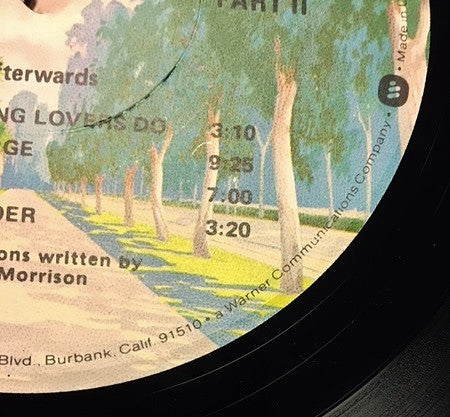 PART II
terwards
NG LOVERS DO 3:10
GE 9:25
7:00
DER 3:20
ons written by
Morrison
Blvd., Burbank, Calif. 91510 • a Warner Communications Company • Made in U